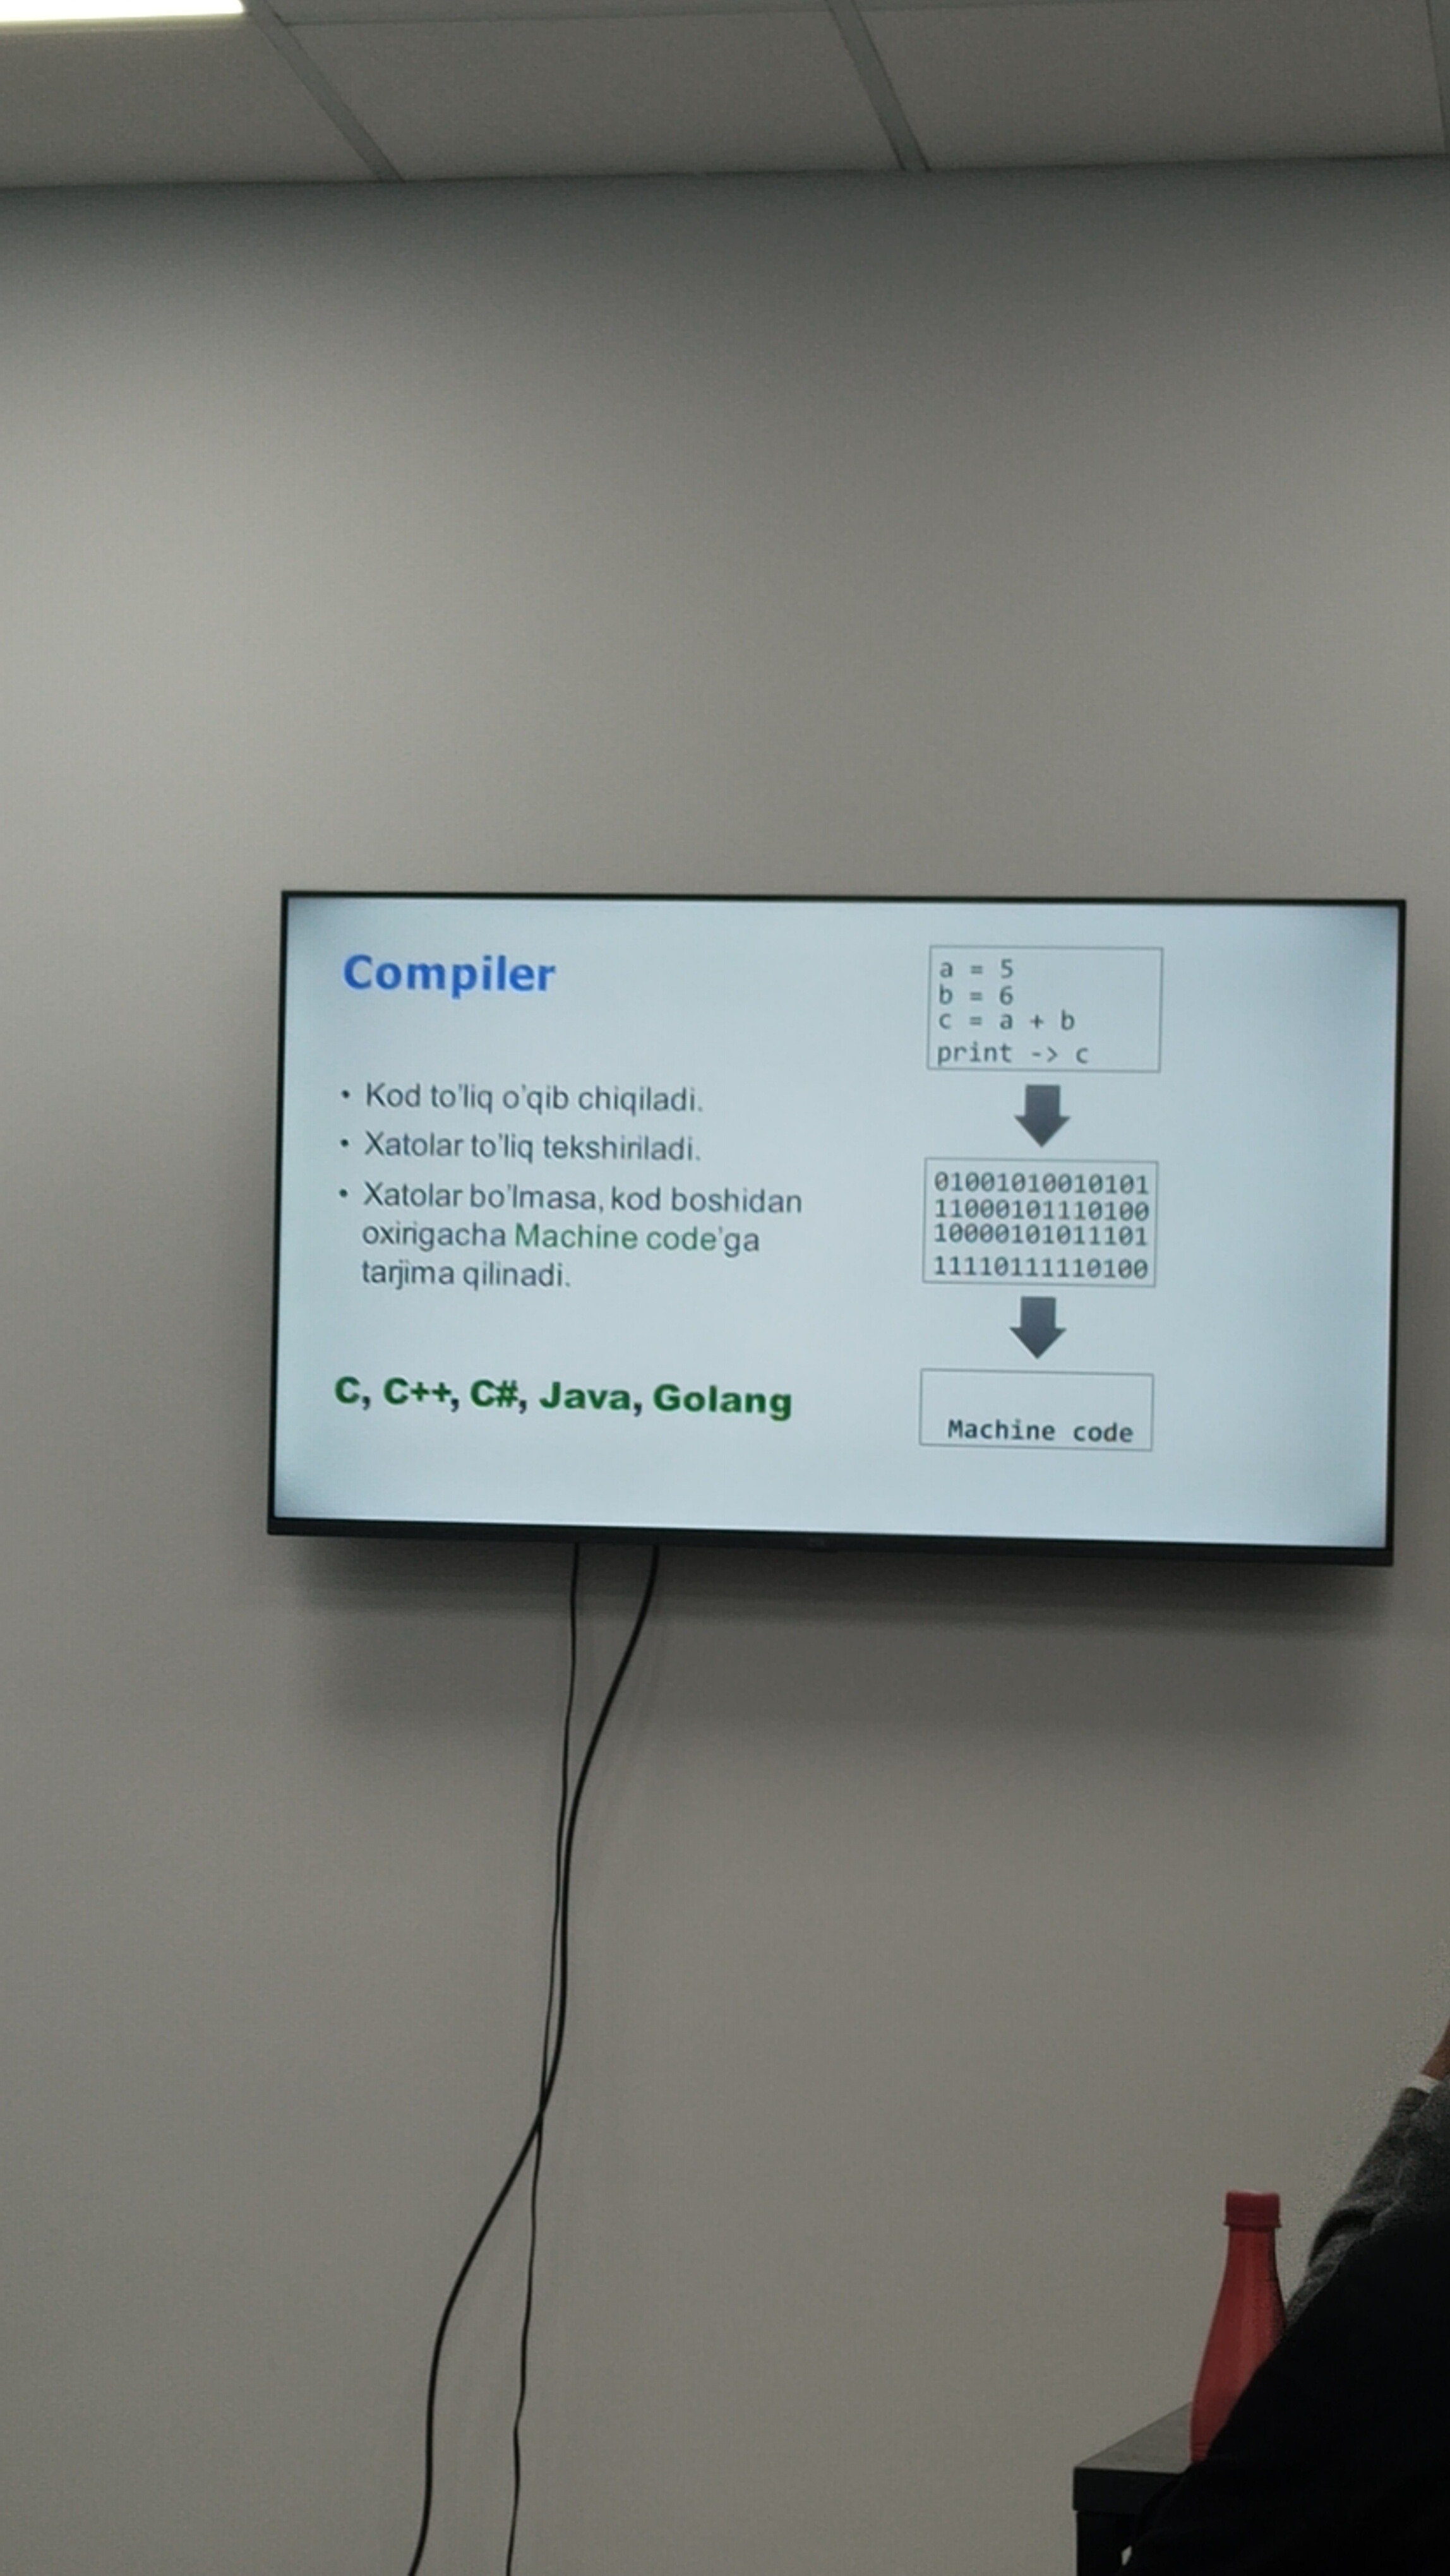 Compiler
• Kod to'liq o'qib chiqiladi.
• Xatolar to'liq tekshiriladi.
• Xatolar bo'lmasa, kod boshidan
oxirigacha Machine code'ga
tarjima qilinadi.
C, C++, C#, Java, Golang
a = 5
b = 6
c = a + b
print -> c
01001010010101
11000101110100
10000101011101
11110111110100
Machine code